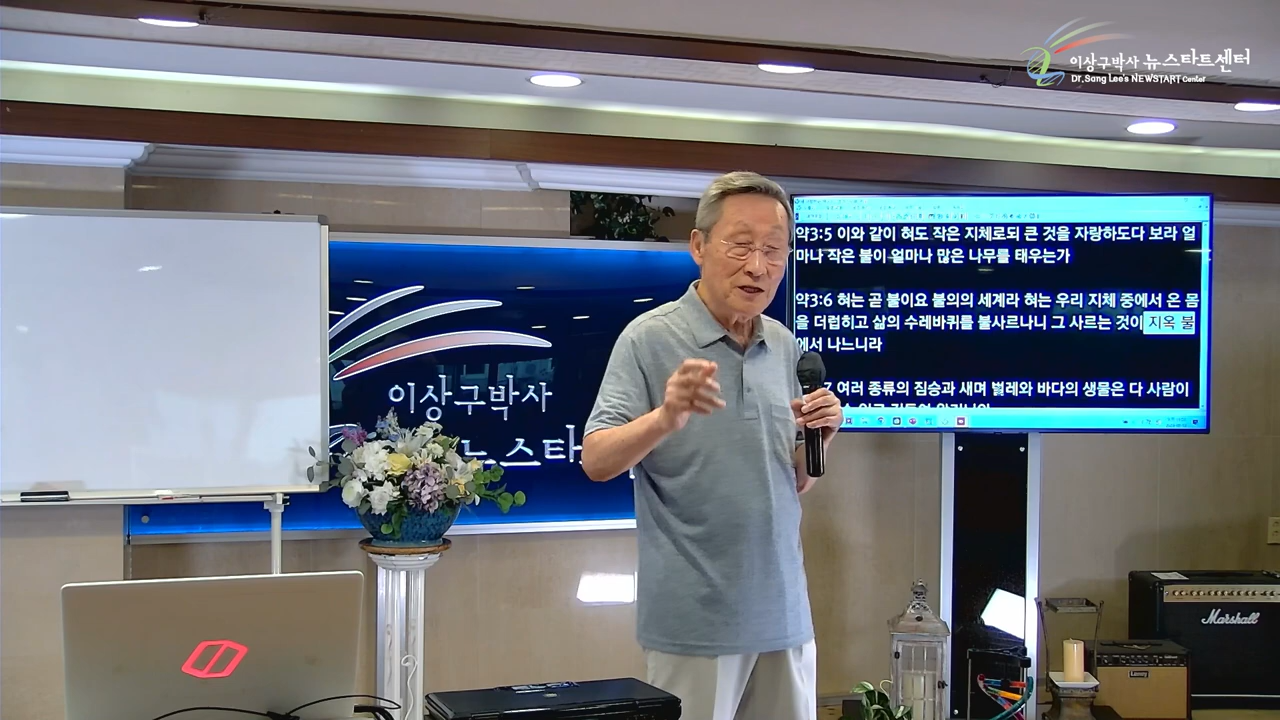 이상구박사 뉴스타트센터
Dr. Sang Lee's NEWSTART Center
약3:5 이와 같이 혀도 작은 지체로되 큰 것을 자랑하도다 보라 얼
마나 작은 불이 얼마나 많은 나무를 태우는가
약3:6 혀는 곧 불이요 불의의 세계라 혀는 우리 지체 중에서 온 몸
을 더럽히고 삶의 수레바퀴를 불사르나니 그 사르는 것이 지옥 불
에서 나느니라
7 여러 종류의 짐승과 새며 벌레와 바다의 생물은 다 사람이
이상구박사
뉴스타
Marshall
Laney